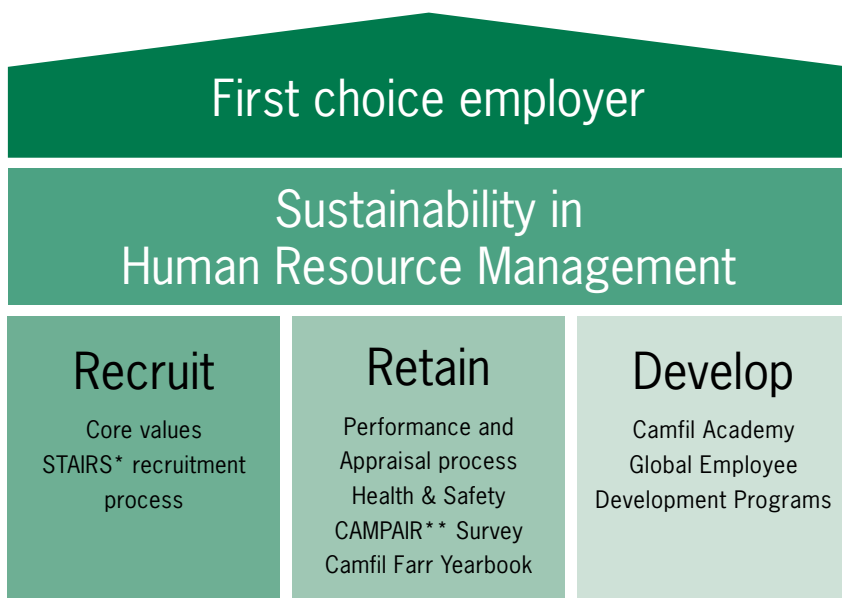 First choice employer
Sustainability in
Human Resource Management
Recruit
Core values
STAIRS* recruitment
process
Retain
Performance and
Appraisal process
Health & Safety
CAMPAIR** Survey
Camfil Farr Yearbook
Develop
Camfil Academy
Global Employee
Development Programs